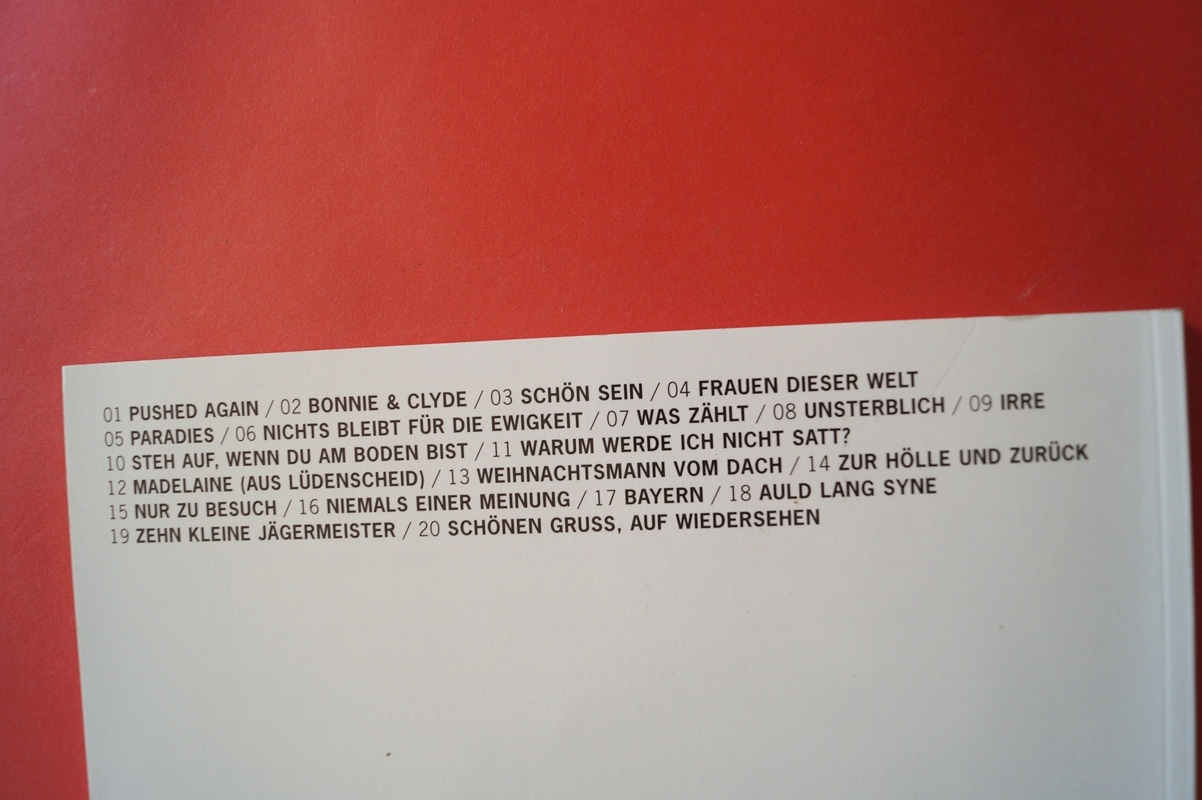 01 PUSHED AGAIN / 02 BONNIE & CLYDE / 03 SCHÖN SEIN / 04 FRAUEN DIESER WELT
05 PARADIES / 06 NICHTS BLEIBT FÜR DIE EWIGKEIT / 07 WAS ZÄHLT / 08 UNSTERBLICH / 09 IRRE
10 STEH AUF, WENN DU AM BODEN BIST / 11 WARUM WERDE ICH NICHT SATT?
12 MADELAINE (AUS LÜDENSCHEID) / 13 WEIHNACHTSMANN VOM DACH / 14 ZUR HÖLLE UND ZURÜCK
15 NUR ZU BESUCH / 16 NIEMALS EINER MEINUNG / 17 BAYERN / 18 AULD LANG SYNE
19 ZEHN KLEINE JÄGERMEISTER / 20 SCHÖNEN GRUSS, AUF WIEDERSEHEN